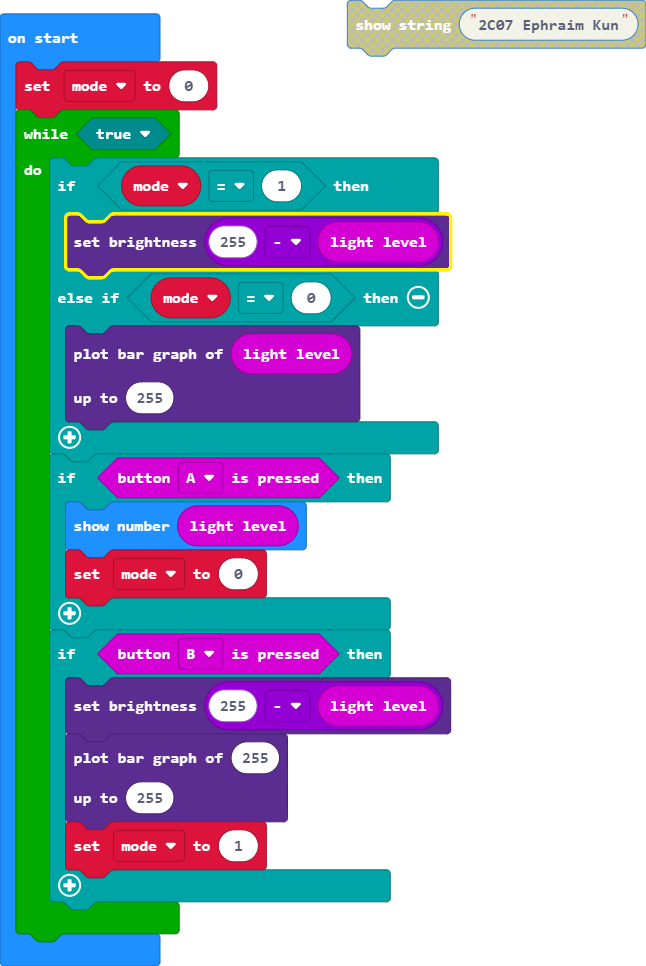 on start
show string "2C07 Ephraim Kun"
set mode to 0
while true
do
if mode = 1 then
set brightness 255 - light level
else if mode = 0 then
plot bar graph of light level
up to 255
if button A is pressed then
show number light level
set mode to 0
if button B is pressed then
set brightness 255 - light level
plot bar graph of 255
up to 255
set mode to 1